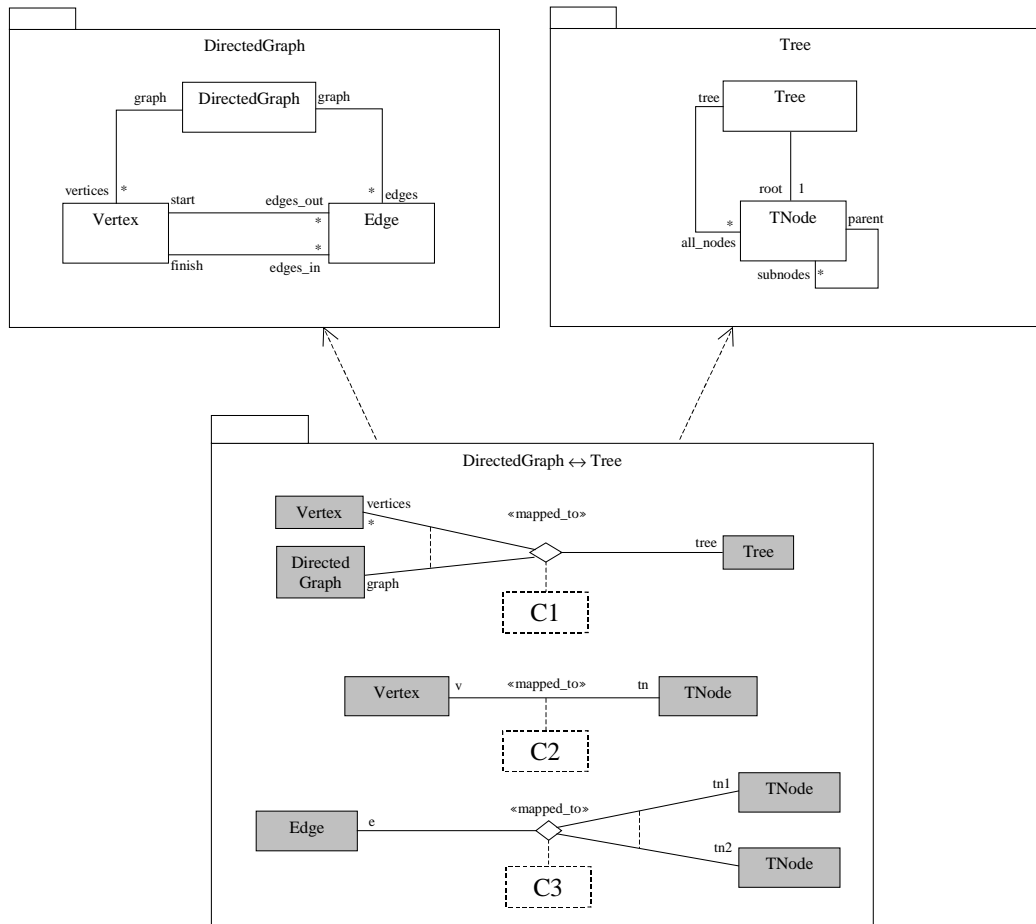 DirectedGraph
DirectedGraph
graph
graph
vertices
*
*
edges
Vertex
start
edges_out
*
Edge
finish
*
edges_in
Tree
tree
Tree
root
1
*
all_nodes
TNode
parent
subnodes
*
DirectedGraph ↔ Tree
Vertex
vertices
*
«mapped_to»
Directed
Graph
graph
tree
Tree
C1
Vertex
v
«mapped_to»
tn
TNode
C2
Edge
e
«mapped_to»
tn1
TNode
tn2
TNode
C3